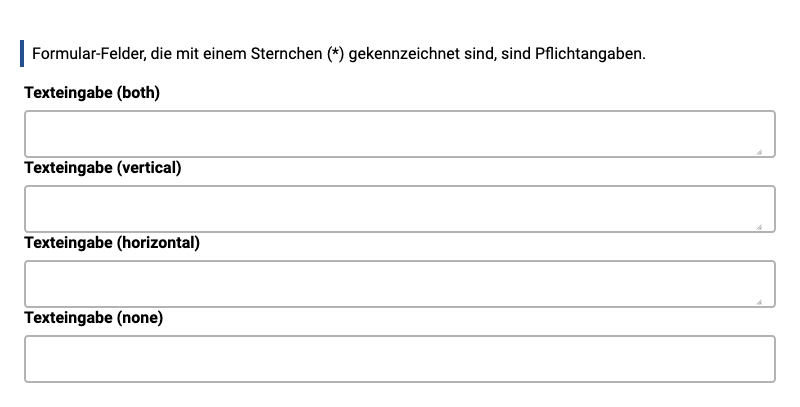 Formular-Felder, die mit einem Sternchen (*) gekennzeichnet sind, sind Pflichtangaben.
Texteingabe (both)
Texteingabe (vertical)
Texteingabe (horizontal)
Texteingabe (none)